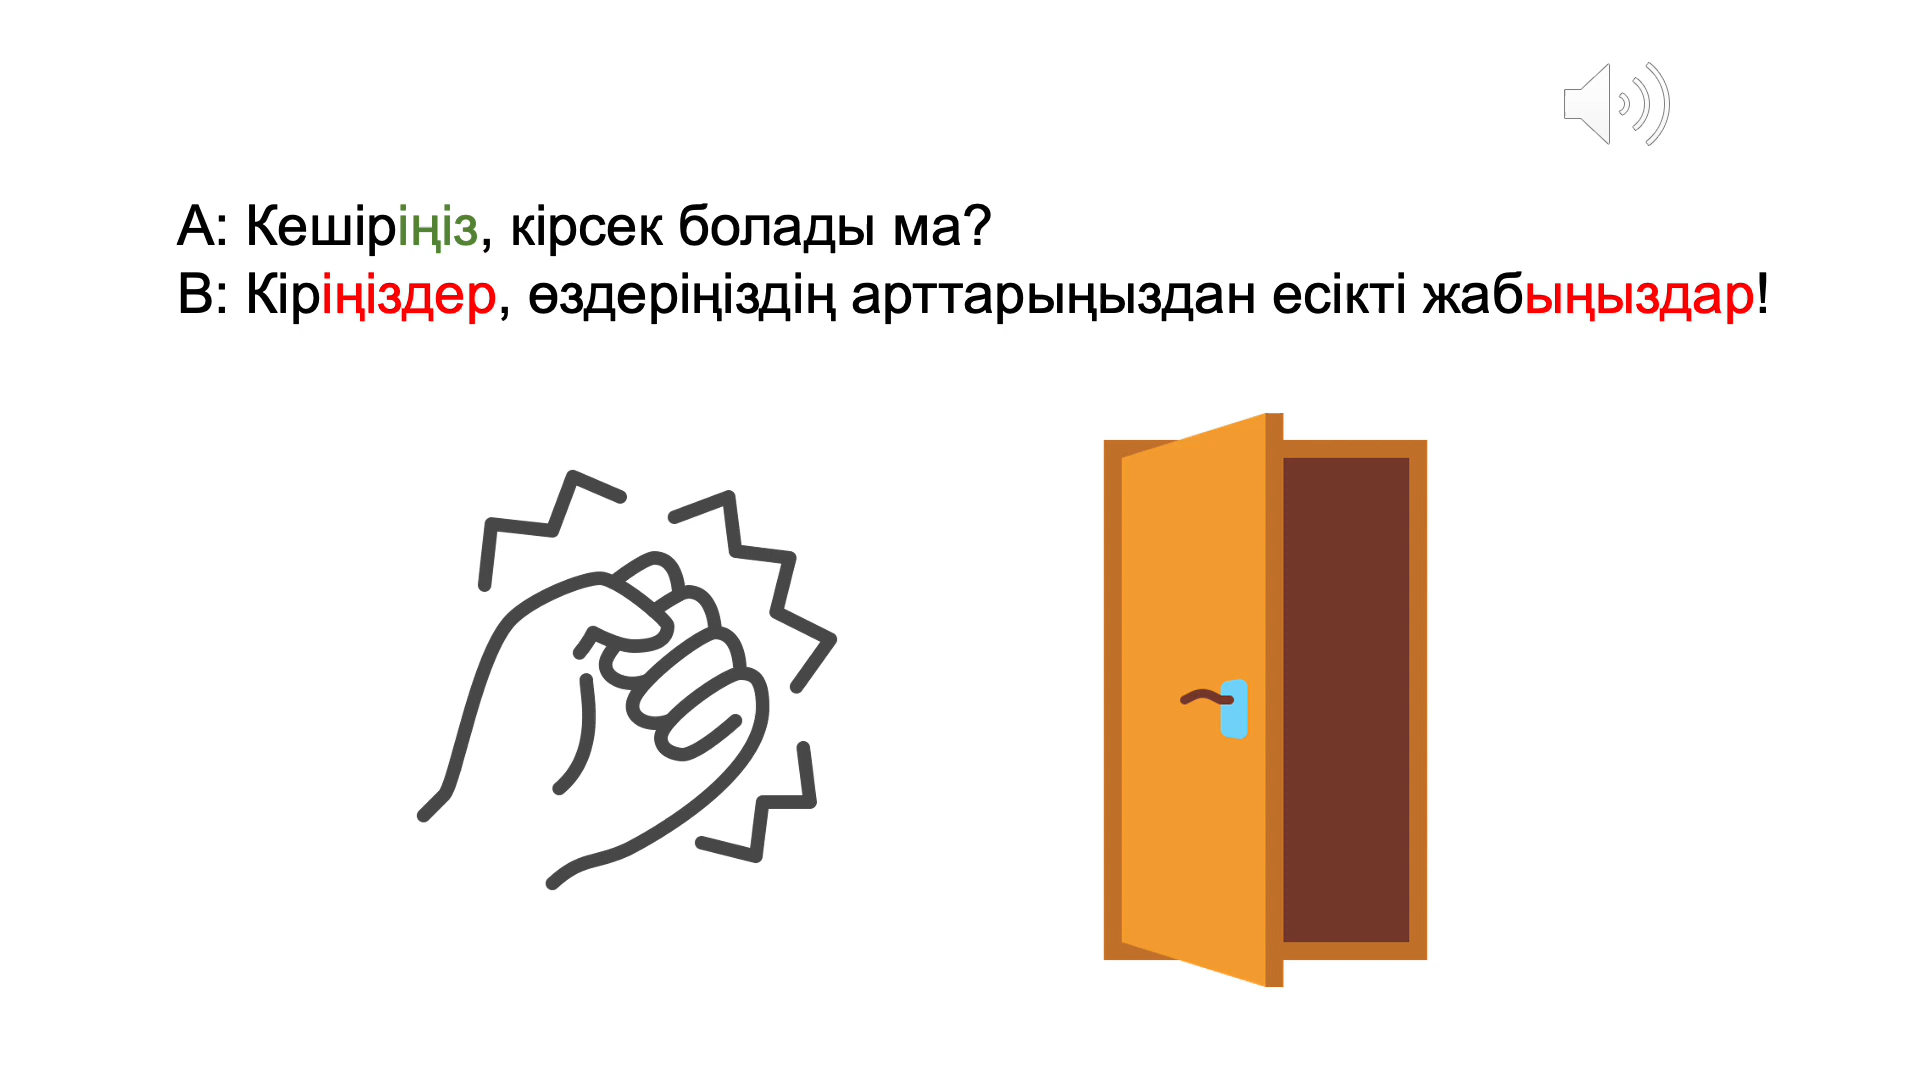 А: Кешіріңіз, кірсек болады ма?
В: Кіріңіздер, өздеріңіздің арттарыңыздан есікті жабыңыздар!